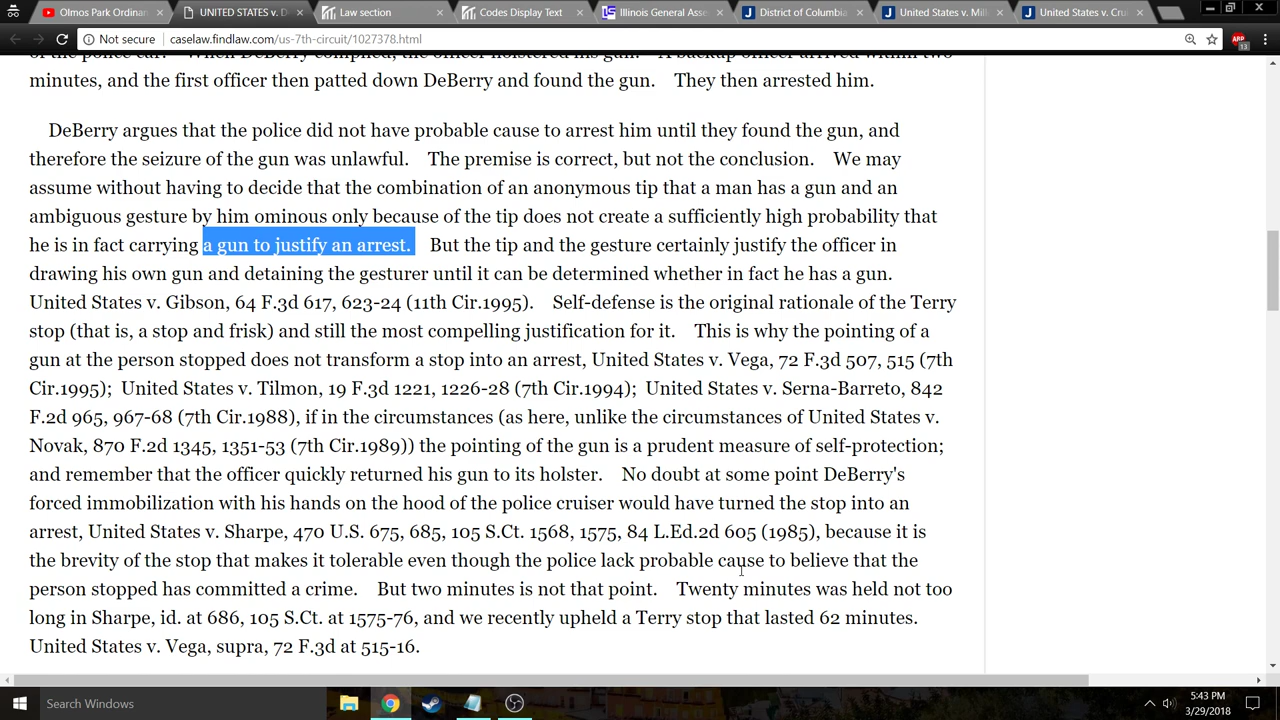 Olmos Park Ordinan
UNITED STATES v. D
Law section
Codes Display Text
Illinois General Asse
District of Columbia
United States v. Mill
United States v. Cru
Not secure
caselaw.findlaw.com/us-7th-circuit/1027378.html
ABP
13
minutes, and the first officer then patted down DeBerry and found the gun. They then arrested him.
DeBerry argues that the police did not have probable cause to arrest him until they found the gun, and
therefore the seizure of the gun was unlawful. The premise is correct, but not the conclusion. We may
assume without having to decide that the combination of an anonymous tip that a man has a gun and an
ambiguous gesture by him ominous only because of the tip does not create a sufficiently high probability that
he is in fact carrying a gun to justify an arrest. But the tip and the gesture certainly justify the officer in
drawing his own gun and detaining the gesturer until it can be determined whether in fact he has a gun.
United States v. Gibson, 64 F.3d 617, 623-24 (11th Cir.1995). Self-defense is the original rationale of the Terry
stop (that is, a stop and frisk) and still the most compelling justification for it. This is why the pointing of a
gun at the person stopped does not transform a stop into an arrest, United States v. Vega, 72 F.3d 507, 515 (7th
Cir.1995); United States v. Tilmon, 19 F.3d 1221, 1226-28 (7th Cir.1994); United States v. Serna-Barreto, 842
F.2d 965, 967-68 (7th Cir.1988), if in the circumstances (as here, unlike the circumstances of United States v.
Novak, 870 F.2d 1345, 1351-53 (7th Cir.1989)) the pointing of the gun is a prudent measure of self-protection;
and remember that the officer quickly returned his gun to its holster. No doubt at some point DeBerry's
forced immobilization with his hands on the hood of the police cruiser would have turned the stop into an
arrest, United States v. Sharpe, 470 U.S. 675, 685, 105 S.Ct. 1568, 1575, 84 L.Ed.2d 605 (1985), because it is
the brevity of the stop that makes it tolerable even though the police lack probable cause to believe that the
person stopped has committed a crime. But two minutes is not that point. Twenty minutes was held not too
long in Sharpe, id. at 686, 105 S.Ct. at 1575-76, and we recently upheld a Terry stop that lasted 62 minutes.
United States v. Vega, supra, 72 F.3d at 515-16.
Search Windows
5:43 PM
3/29/2018